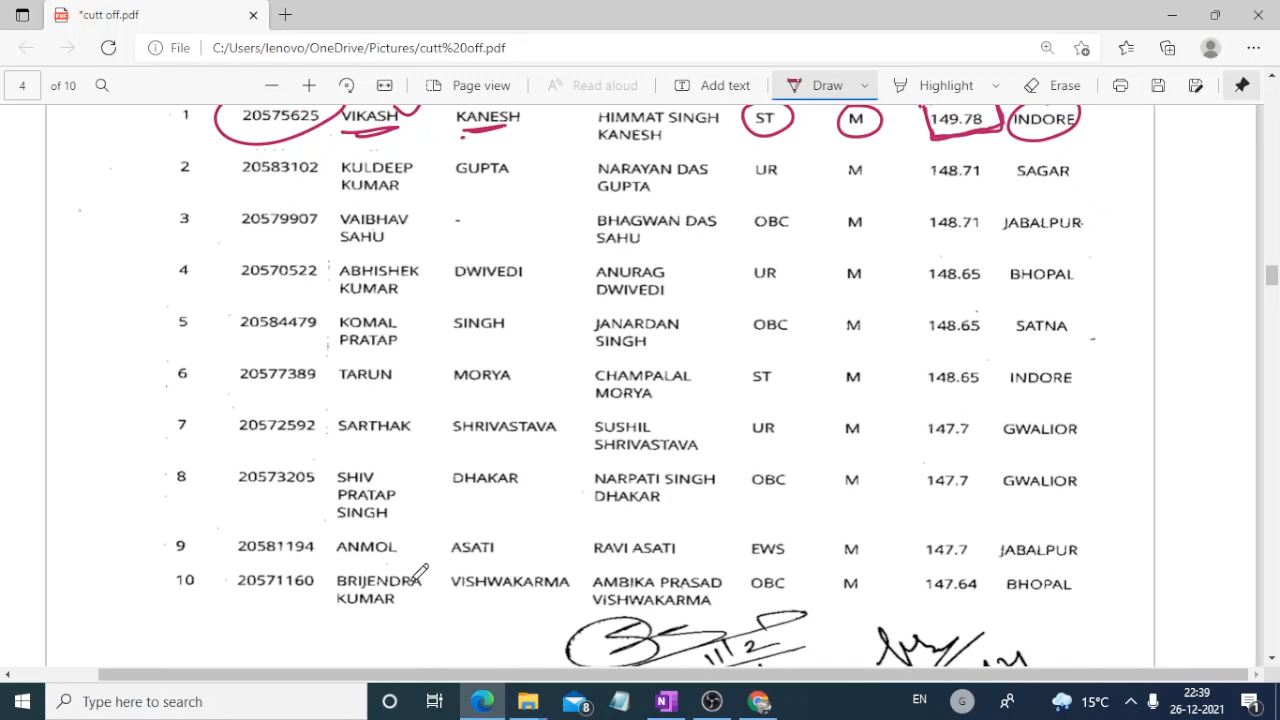 *cutt off.pdf
File C:/Users/lenovo/OneDrive/Pictures/cutt%20off.pdf
4 of 10 Page view Read aloud Add text Draw Highlight Erase
1 20575625 VIKASH KANESH HIMMAT SINGH KANESH ST M 149.78 INDORE
2 20583102 KULDEEP KUMAR GUPTA NARAYAN DAS GUPTA UR M 148.71 SAGAR
3 20579907 VAIBHAV SAHU - BHAGWAN DAS SAHU OBC M 148.71 JABALPUR
4 20570522 ABHISHEK KUMAR DWIVEDI ANURAG DWIVEDI UR M 148.65 BHOPAL
5 20584479 KOMAL PRATAP SINGH JANARDAN SINGH OBC M 148.65 SATNA
6 20577389 TARUN MORYA CHAMPALAL MORYA ST M 148.65 INDORE
7 20572592 SARTHAK SHRIVASTAVA SUSHIL SHRIVASTAVA UR M 147.7 GWALIOR
8 20573205 SHIV PRATAP SINGH DHAKAR NARPATI SINGH DHAKAR OBC M 147.7 GWALIOR
9 20581194 ANMOL ASATI RAVI ASATI EWS M 147.7 JABALPUR
10 20571160 BRIJENDRA KUMAR VISHWAKARMA AMBIKA PRASAD VISHWAKARMA OBC M 147.64 BHOPAL
Type here to search 8 EN 15°C 22:39
26-12-2021 1